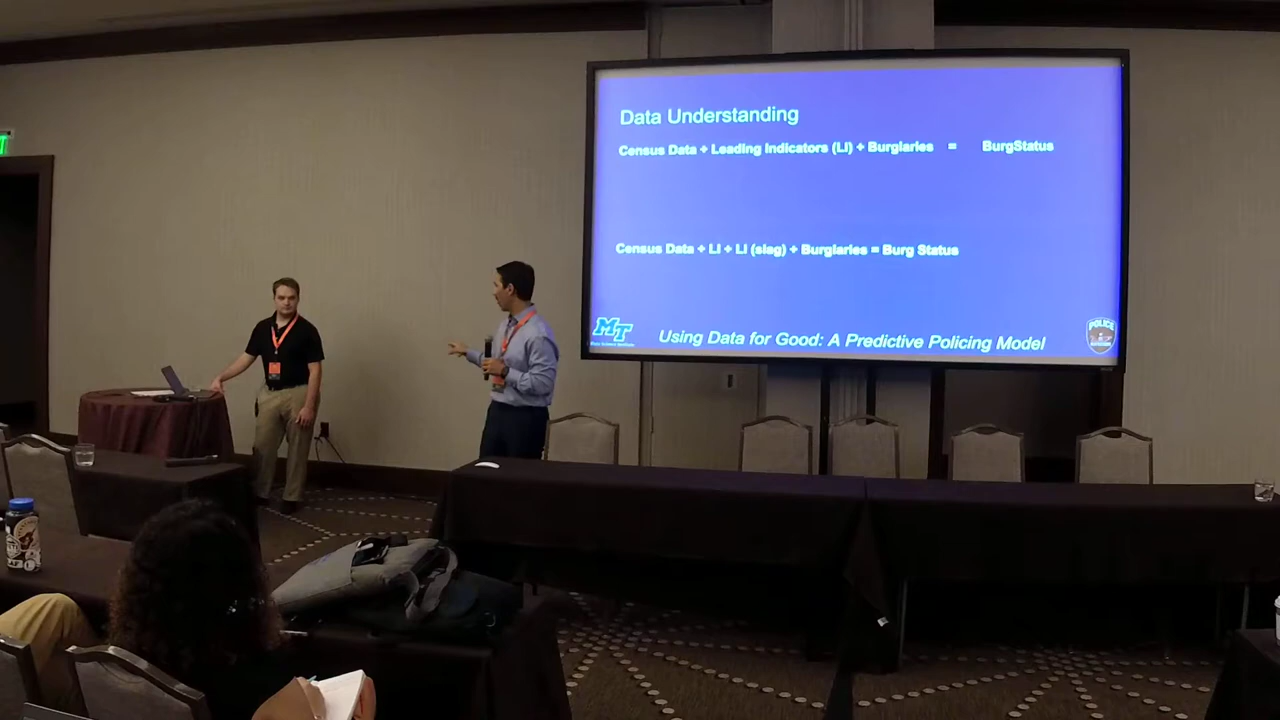 Data Understanding
Census Data + Leading Indicators (LI) + Burglaries = BurgStatus
Census Data + LI + LI (slag) + Burglaries = Burg Status
MT
Using Data for Good: A Predictive Policing Model
POLICE